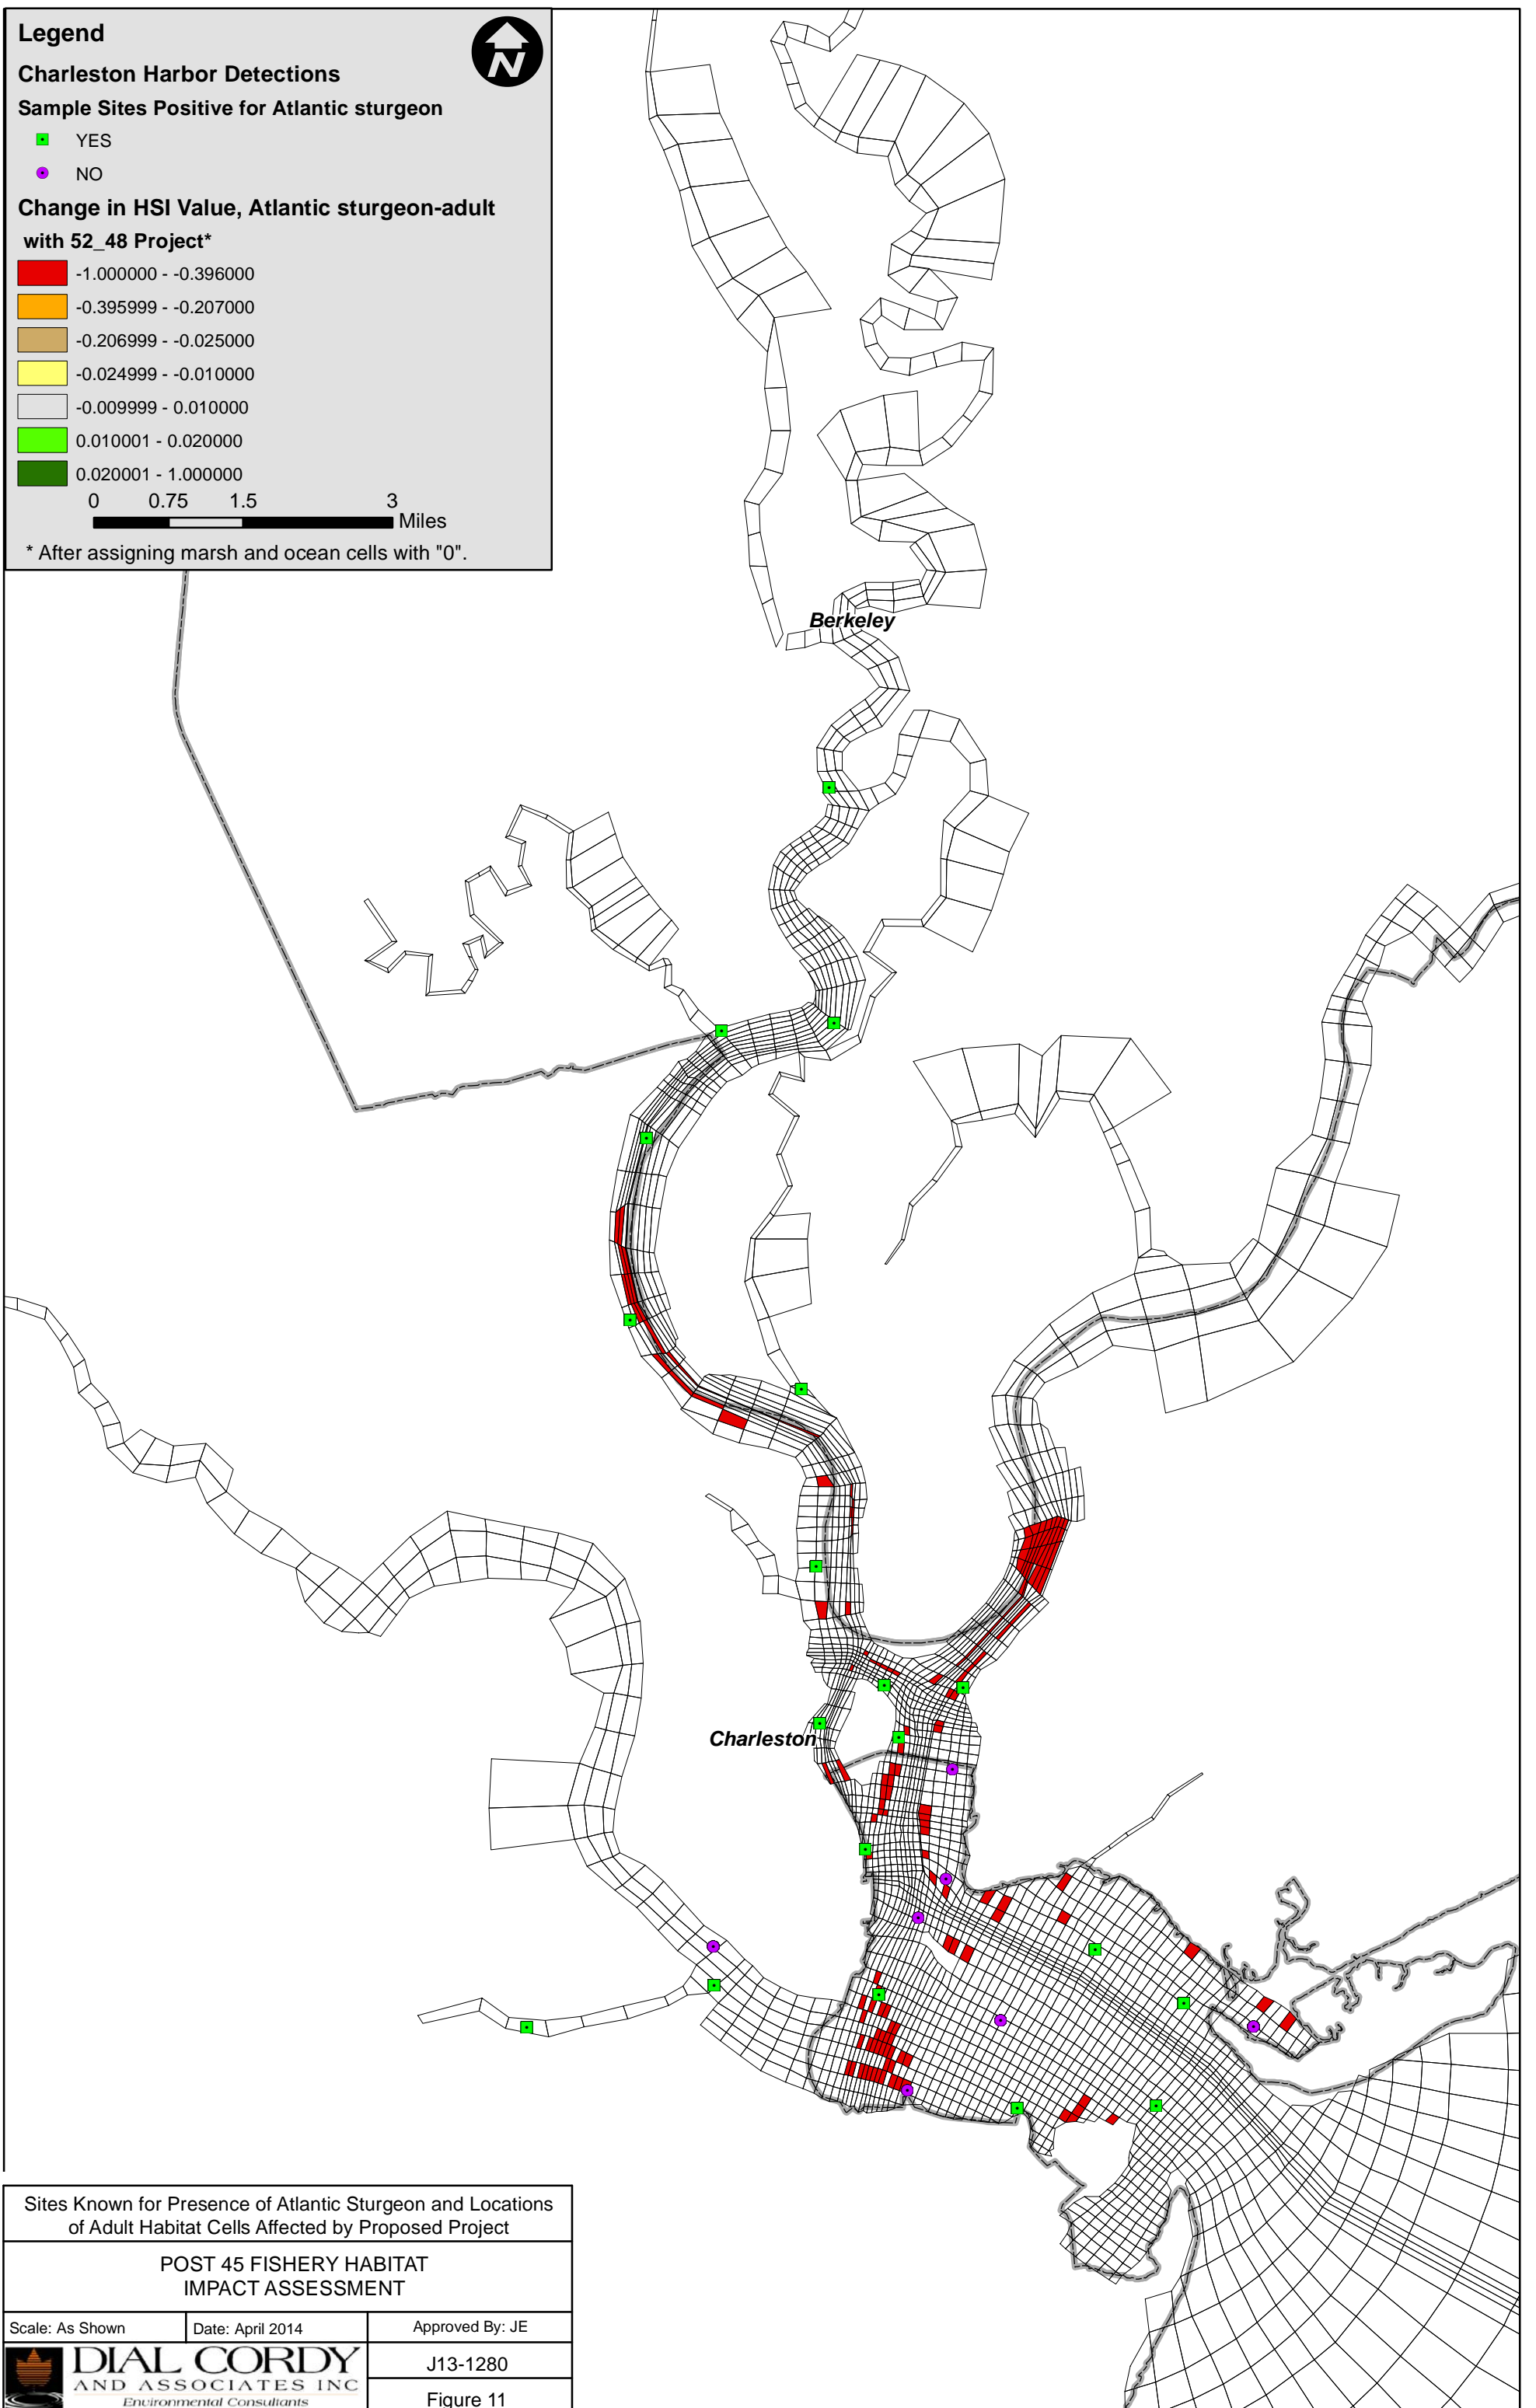 Legend
N
Charleston Harbor Detections
Sample Sites Positive for Atlantic sturgeon
YES
NO
Change in HSI Value, Atlantic sturgeon-adult
with 52_48 Project*
-1.000000 - -0.396000
-0.395999 - -0.207000
-0.206999 - -0.025000
-0.024999 - -0.010000
-0.009999 - 0.010000
0.010001 - 0.020000
0.020001 - 1.000000
0 0.75 1.5 3
Miles
* After assigning marsh and ocean cells with "0".
Berkeley
Charleston
Sites Known for Presence of Atlantic Sturgeon and Locations
of Adult Habitat Cells Affected by Proposed Project
POST 45 FISHERY HABITAT
IMPACT ASSESSMENT
Scale: As Shown
Date: April 2014
Approved By: JE
DIAL CORDY
AND ASSOCIATES INC
Environmental Consultants
J13-1280
Figure 11